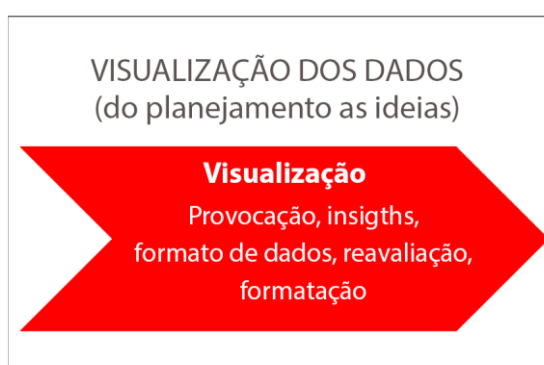 VISUALIZAÇÃO DOS DADOS
(do planejamento as ideias)
Visualização
Provocação, insigths,
formato de dados, reavaliação,
formatação